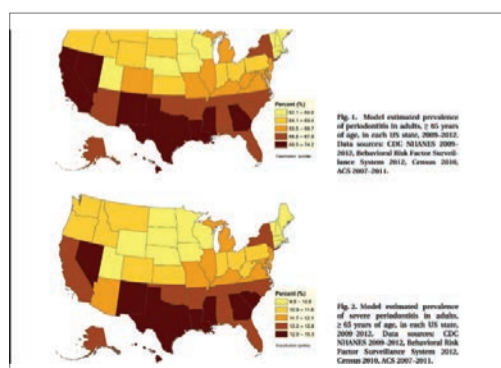 Percent (%)
Fig. 1. Model estimated prevalence
of periodontitis in adults, ≥ 65 years
of age, in each US state, 2009–2012.
Data sources: CDC NHANES 2009–
2012, Behavioral Risk Factor Surveil-
lance System 2012, Census 2010,
ACS 2007–2011.
Percent (%)
Fig. 2. Model estimated prevalence
of severe periodontitis in adults,
≥ 65 years of age, in each US state,
2009–2012. Data sources: CDC
NHANES 2009–2012, Behavioral Risk
Factor Surveillance System 2012,
Census 2010, ACS 2007–2011.